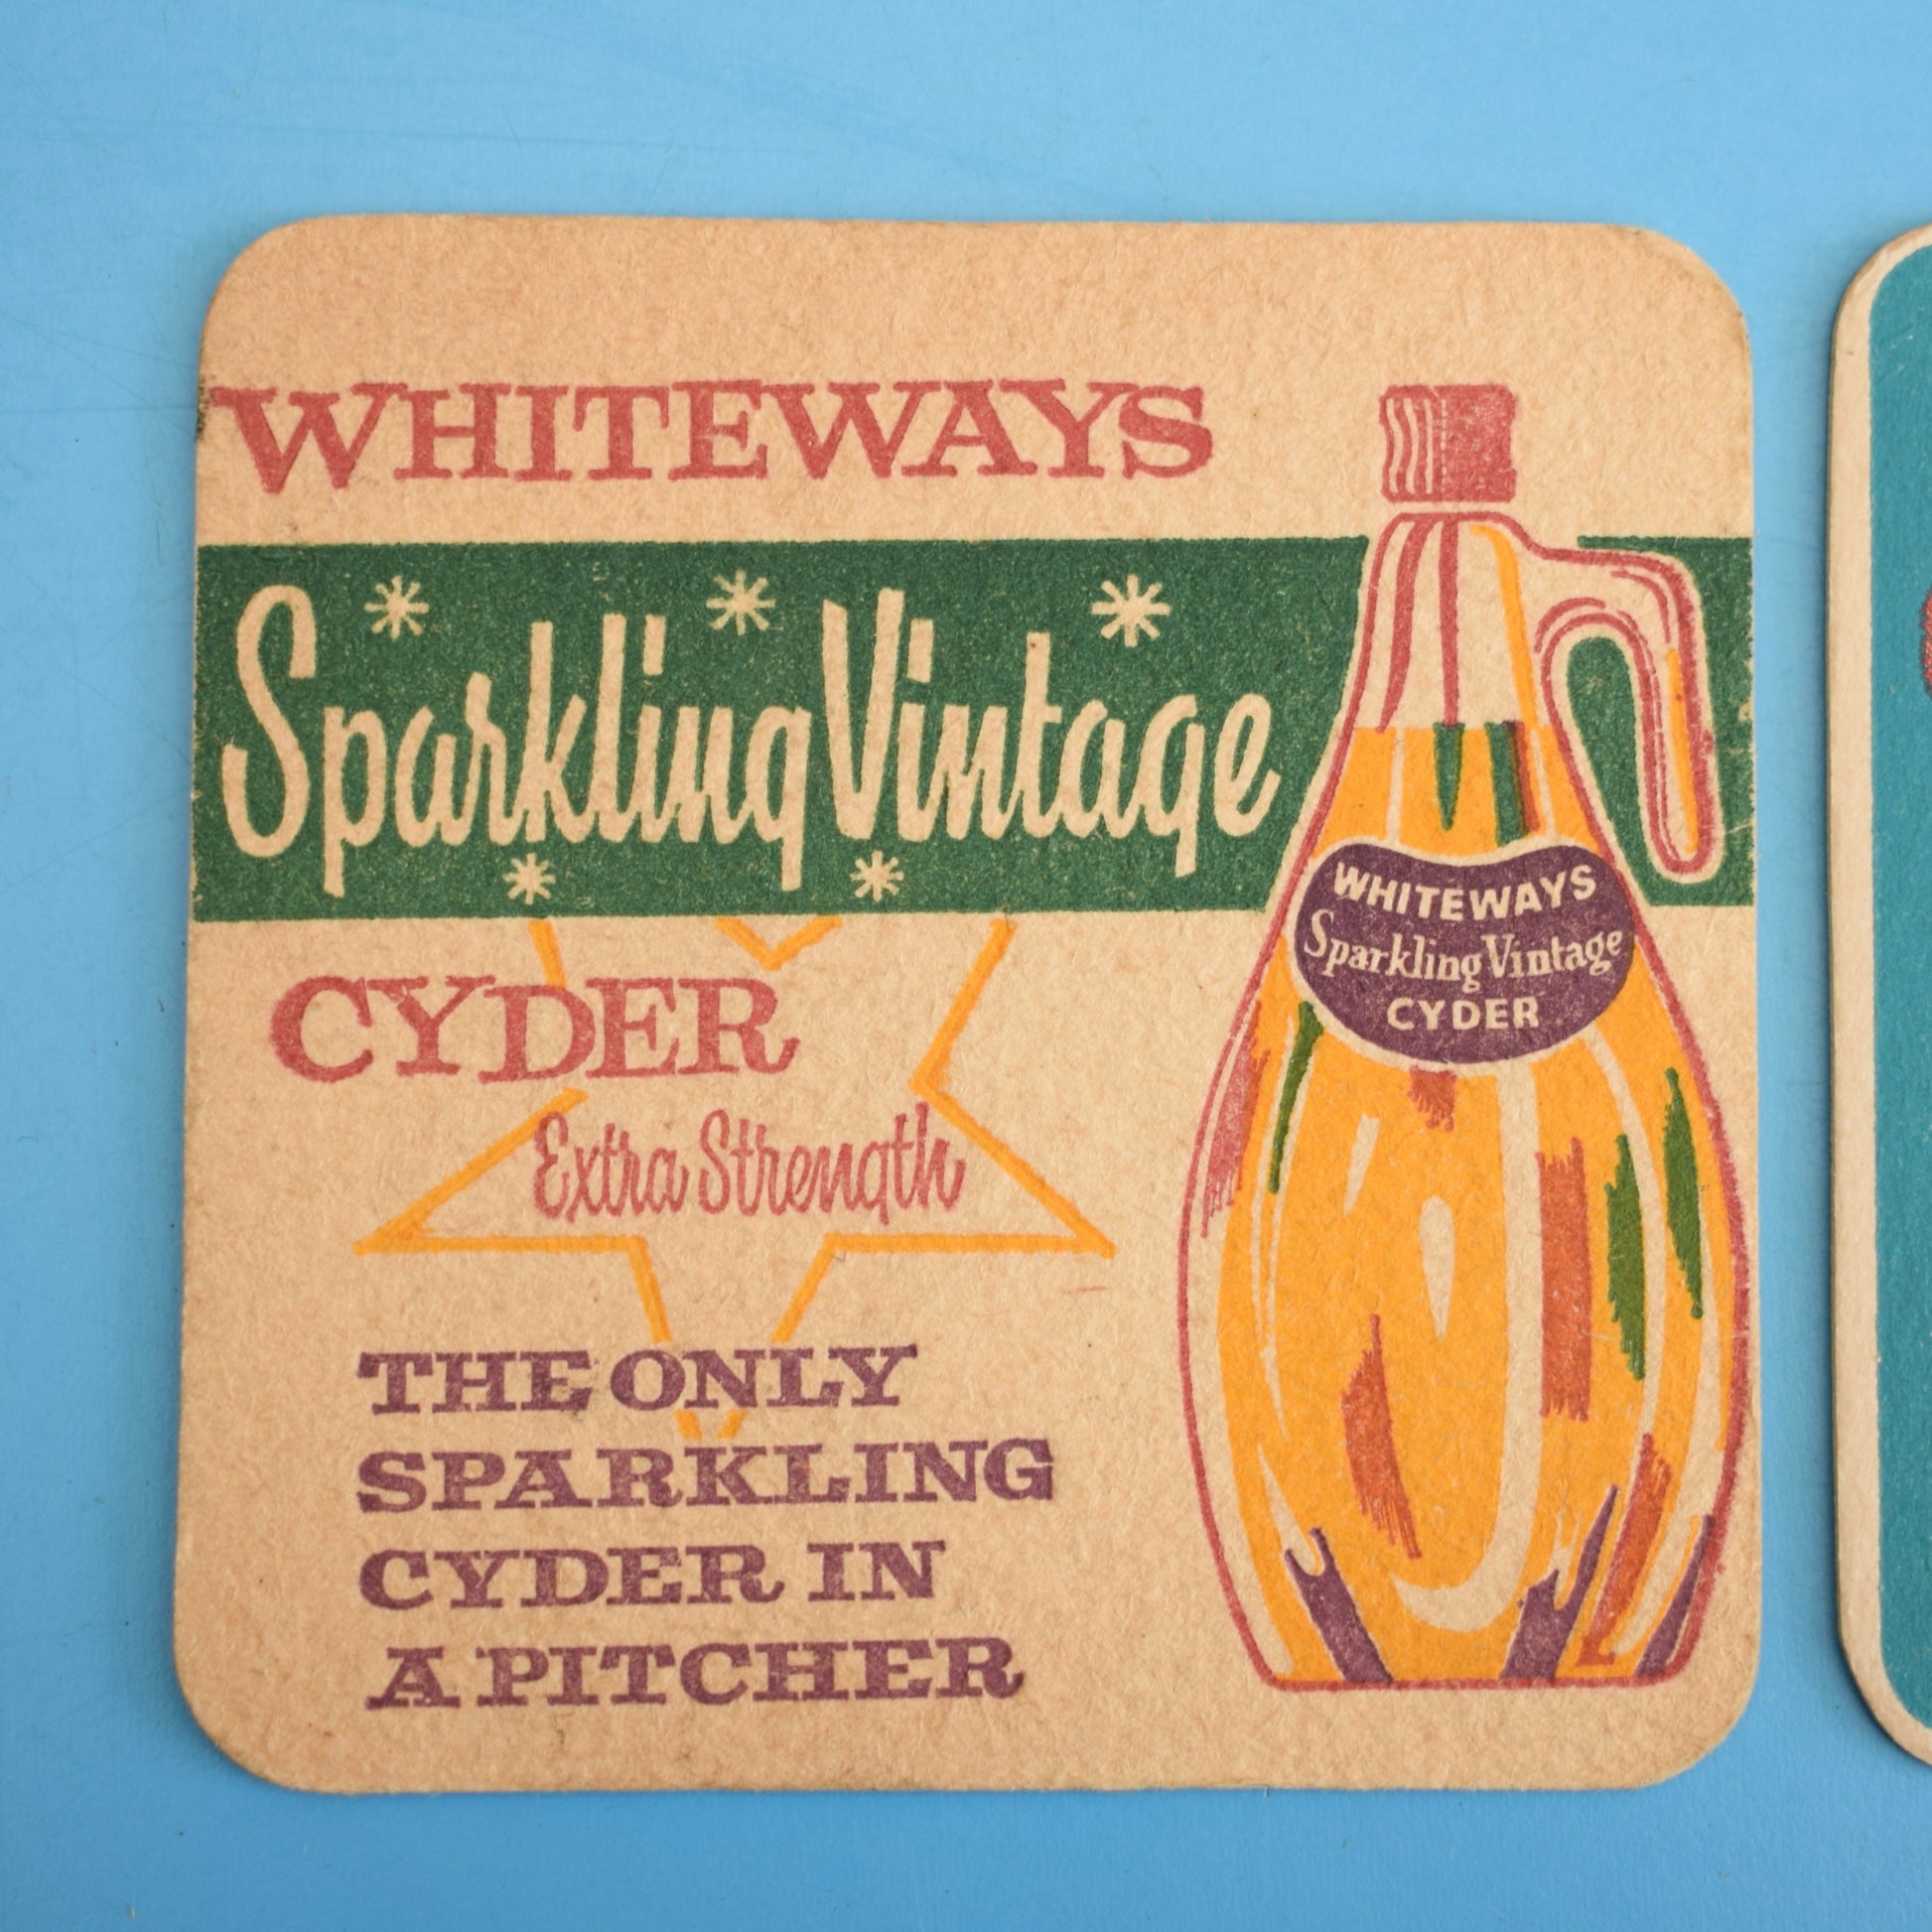 WHITEWAYS
Sparkling Vintage
CYDER
Extra Strength
THE ONLY
SPARKLING
CYDER IN
A PITCHER
WHITEWAYS
Sparkling Vintage
CYDER